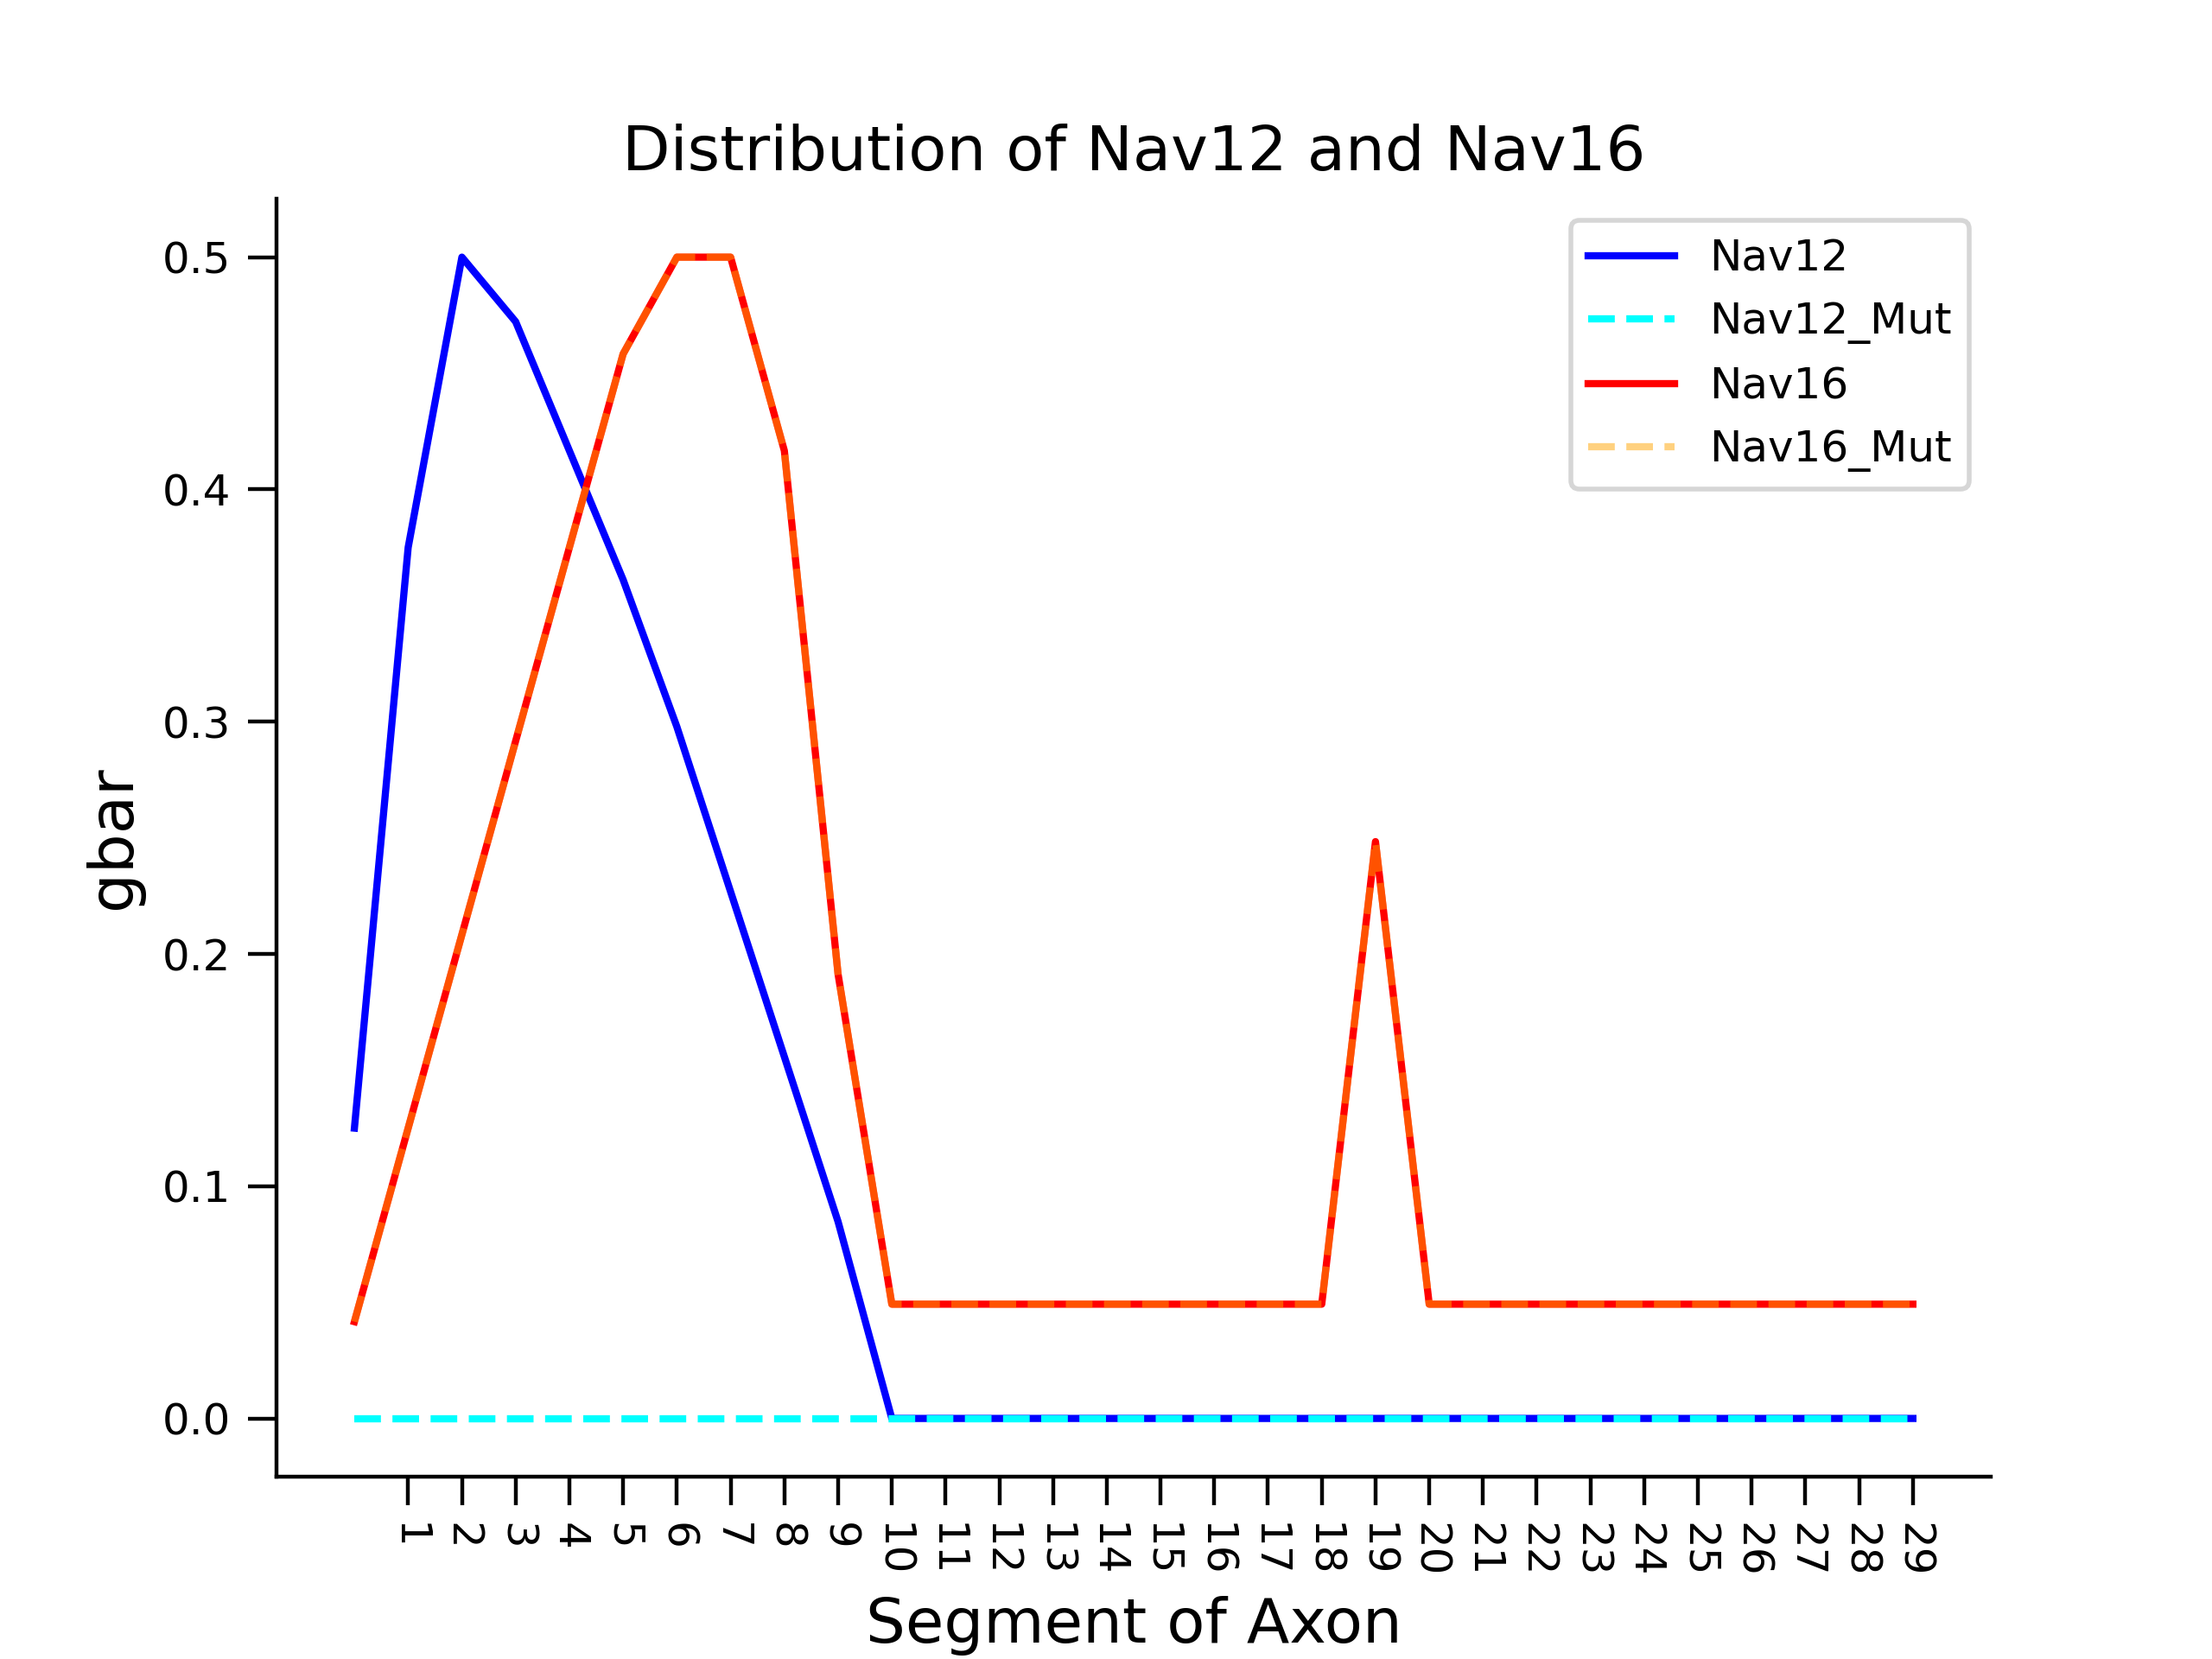 Distribution of Nav12 and Nav16
Nav12
Nav12_Mut
Nav16
Nav16_Mut
0.5
0.4
0.3
0.2
0.1
0.0
gbar
1 2 3 4 5 6 7 8 9 10 11 12 13 14 15 16 17 18 19 20 21 22 23 24 25 26 27 28 29
Segment of Axon